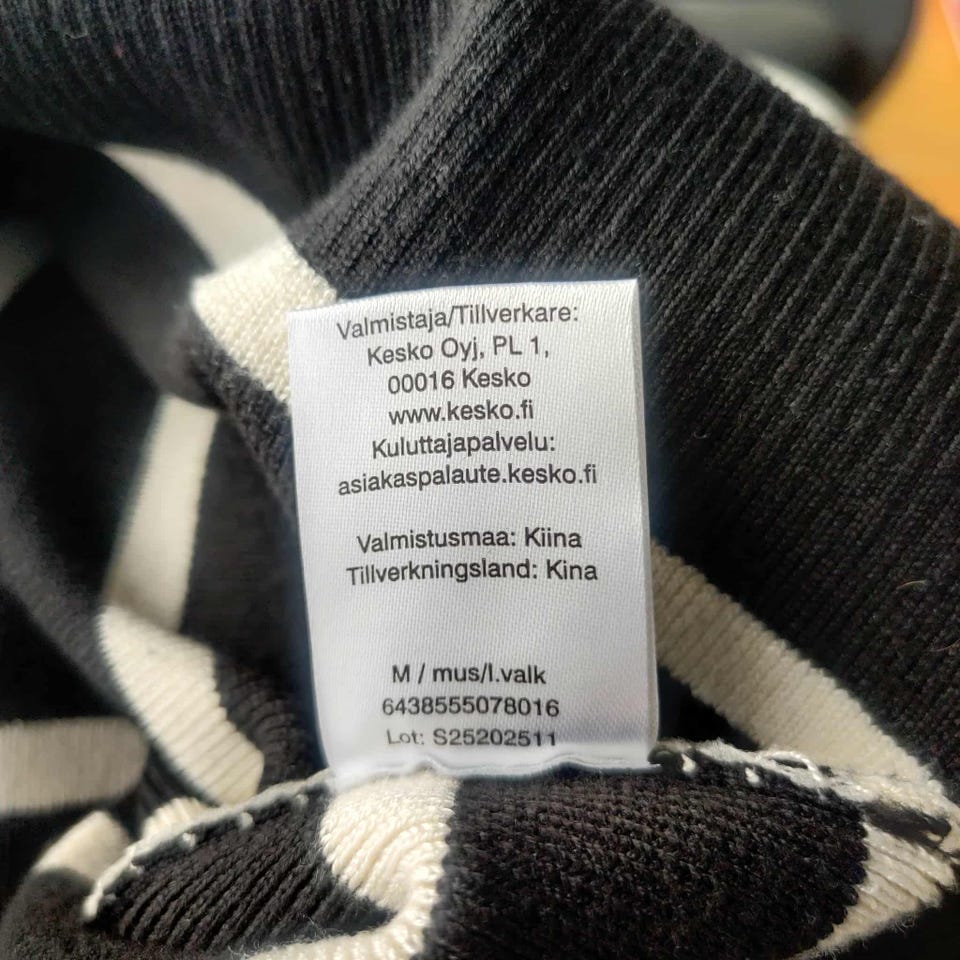 Valmistaja/Tillverkare:
Kesko Oyj, PL 1,
00016 Kesko
www.kesko.fi
Kuluttajapalvelu:
asiakaspalaute.kesko.fi
Valmistusmaa: Kiina
Tillverkningsland: Kina
M / mus/l.valk
6438555078016
Lot: S25202511